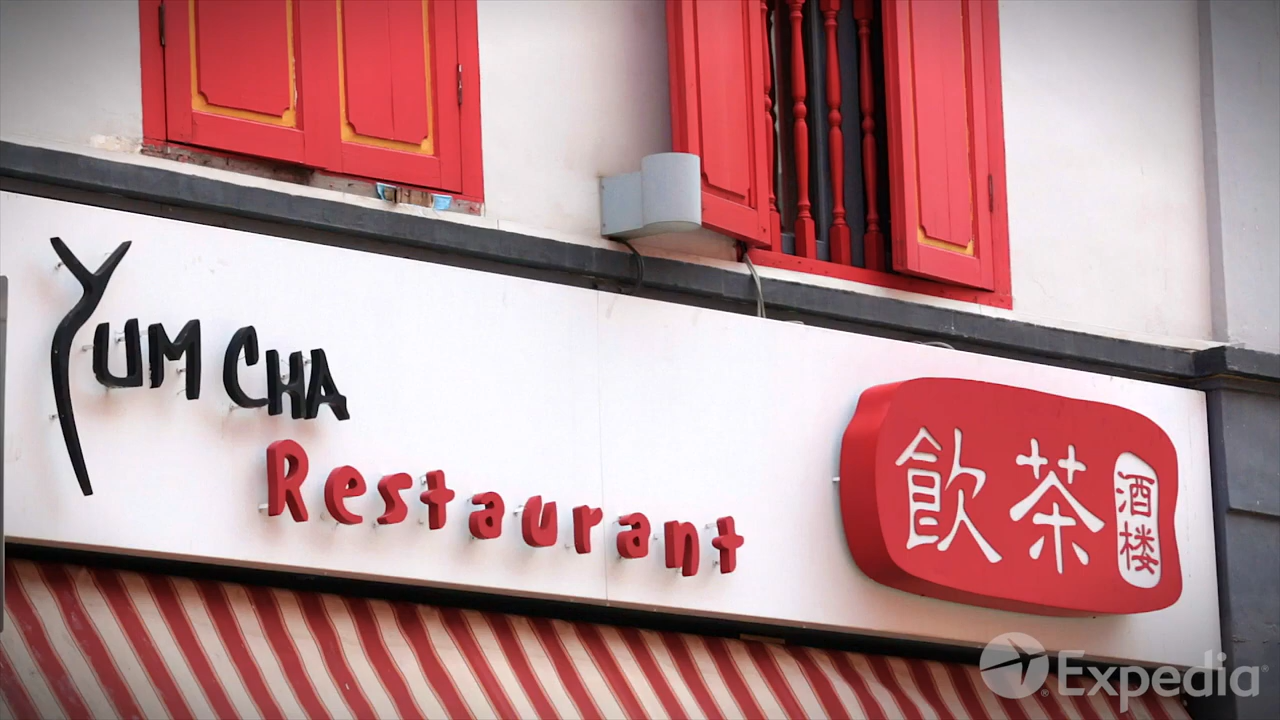 YUM CHA
Restaurant
飲茶
酒楼
Expedia®